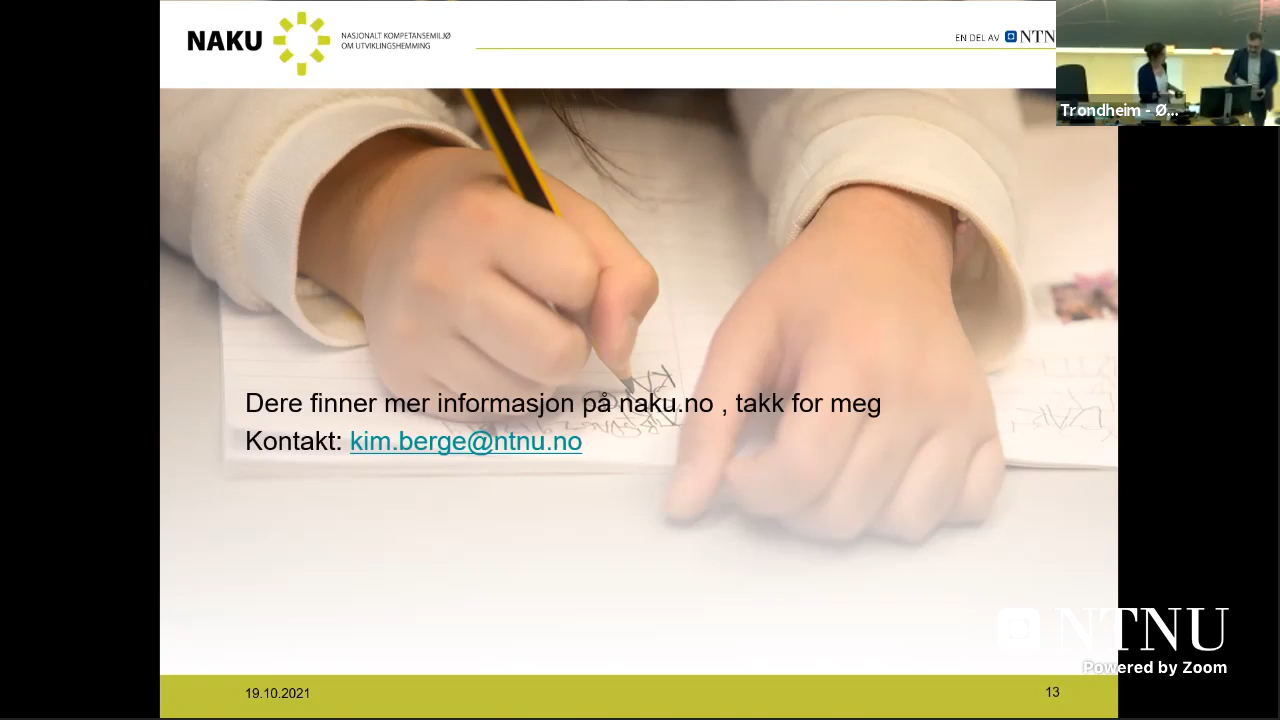 NAKU
NASJONALT KOMPETANSEMILJØ
OM UTVIKLINGSHEMMING
EN DEL AV NTN
Trondheim - Ø...
Dere finner mer informasjon på naku.no , takk for meg
Kontakt: kim.berge@ntnu.no
NTNU
Powered by Zoom
19.10.2021
13